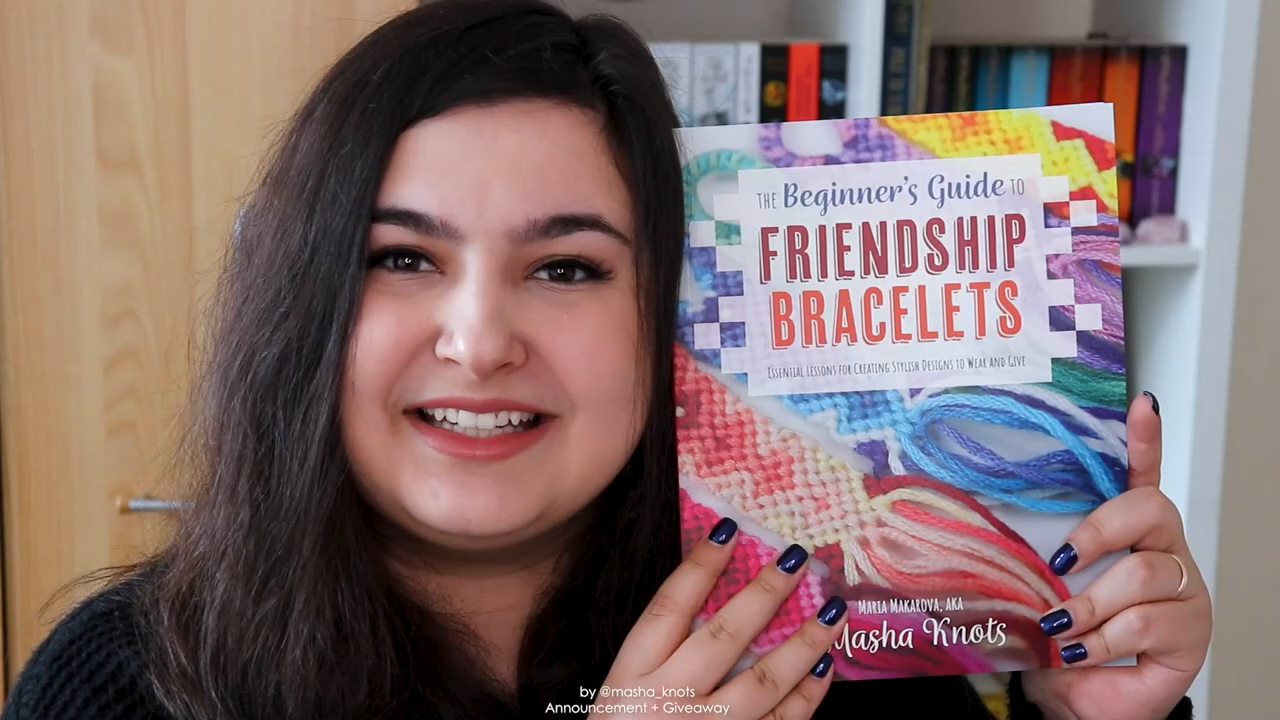 THE Beginner's Guide TO
FRIENDSHIP
BRACELETS
ESSENTIAL LESSONS FOR CREATING STYLISH DESIGNS TO WEAR AND GIVE
MARIA MAKAROVA, AKA
Masha Knots
by @masha_knots
Announcement + Giveaway